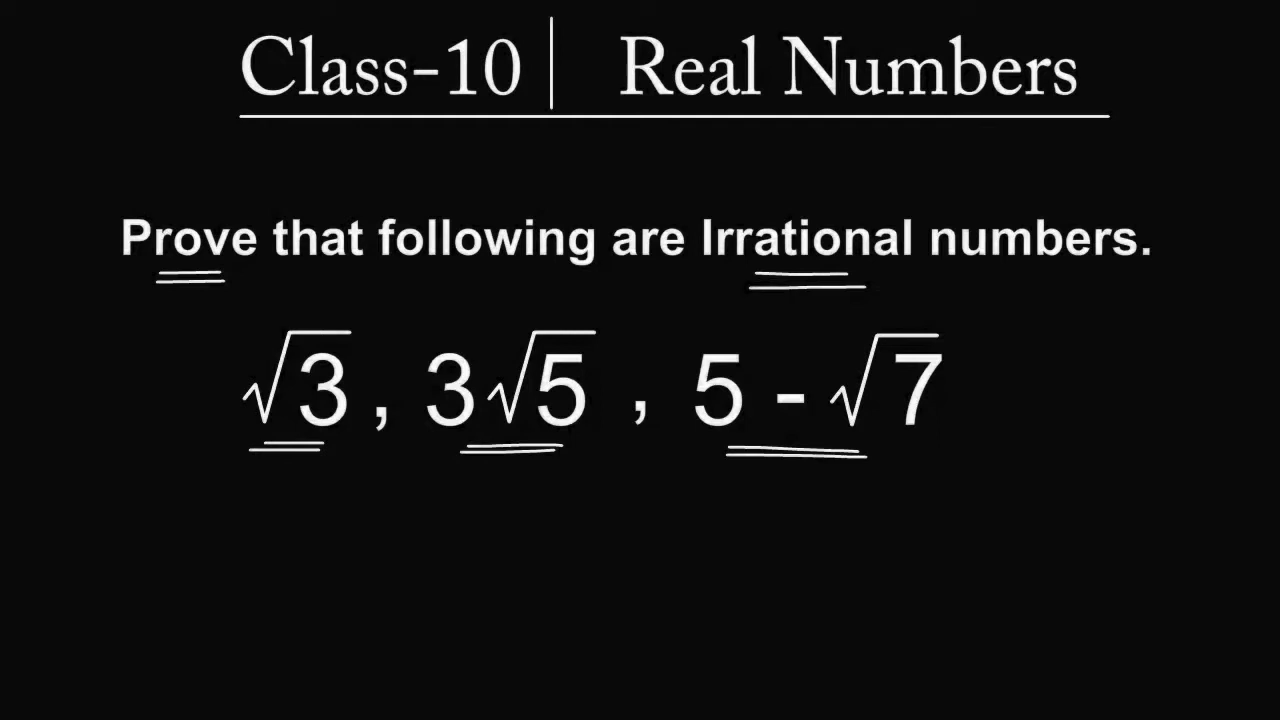 Class-10 | Real Numbers
Prove that following are Irrational numbers.
√3 , 3√5 , 5 - √7